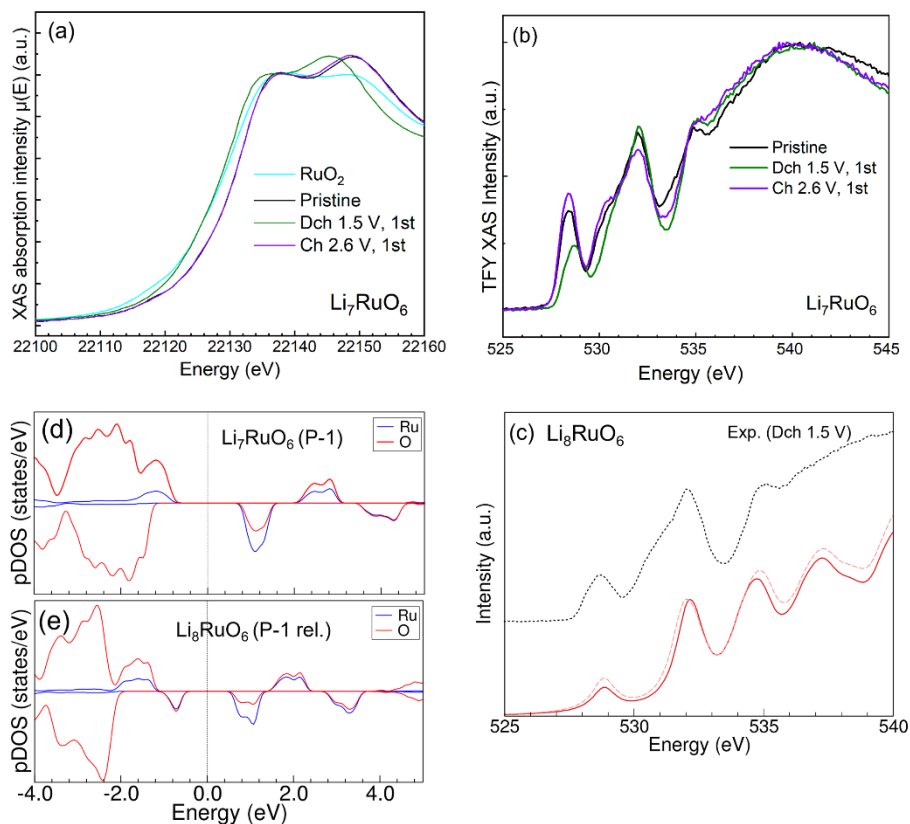 (a)
XAS absorption intensity μ(E) (a.u.)
RuO2
Pristine
Dch 1.5 V, 1st
Ch 2.6 V, 1st
Li7RuO6
22100 22110 22120 22130 22140 22150 22160
Energy (eV)
(b)
TFY XAS Intensity (a.u.)
Pristine
Dch 1.5 V, 1st
Ch 2.6 V, 1st
Li7RuO6
525 530 535 540 545
Energy (eV)
(d)
Li7RuO6 (P-1)
Ru
O
pDOS (states/eV)
(e)
Li8RuO6 (P-1 rel.)
Ru
O
pDOS (states/eV)
-4.0 -2.0 0.0 2.0 4.0
Energy (eV)
(c) Li8RuO6
Exp. (Dch 1.5 V)
Intensity (a.u.)
525 530 535 540
Energy (eV)